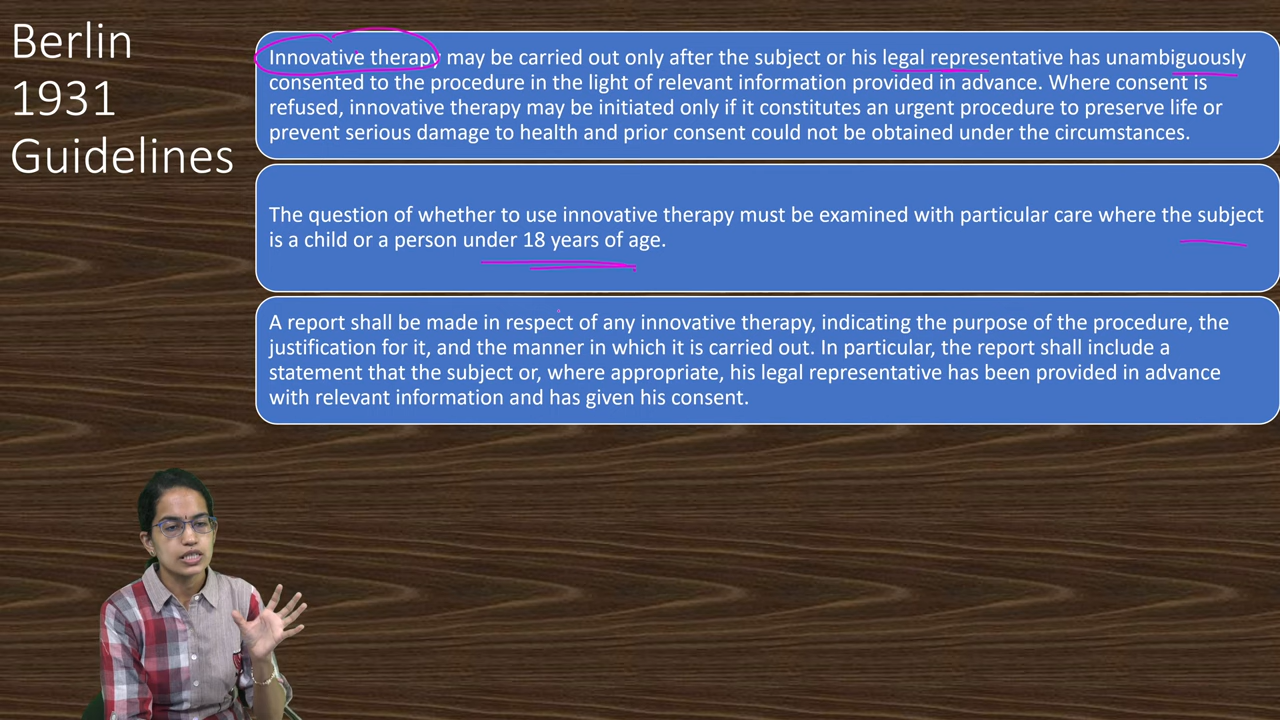 Berlin
1931
Guidelines
Innovative therapy may be carried out only after the subject or his legal representative has unambiguously
consented to the procedure in the light of relevant information provided in advance. Where consent is
refused, innovative therapy may be initiated only if it constitutes an urgent procedure to preserve life or
prevent serious damage to health and prior consent could not be obtained under the circumstances.
The question of whether to use innovative therapy must be examined with particular care where the subject
is a child or a person under 18 years of age.
A report shall be made in respect of any innovative therapy, indicating the purpose of the procedure, the
justification for it, and the manner in which it is carried out. In particular, the report shall include a
statement that the subject or, where appropriate, his legal representative has been provided in advance
with relevant information and has given his consent.